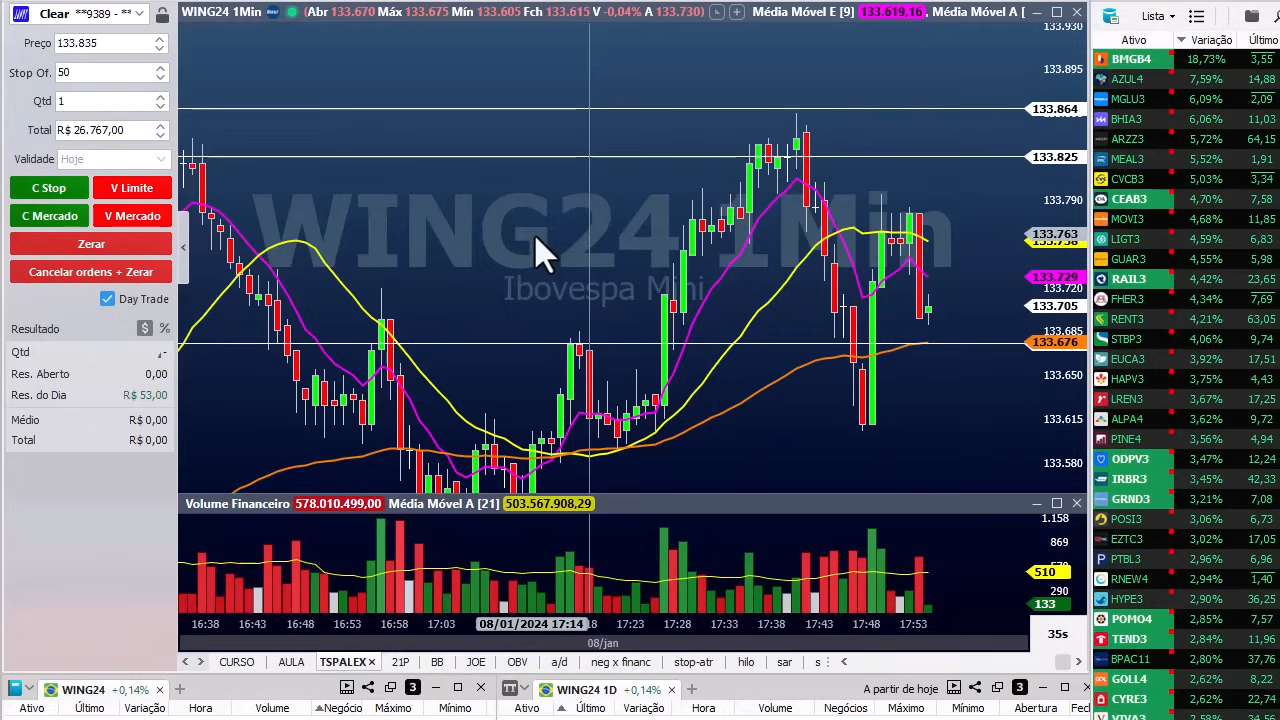 Clear **9389 - **
Preço 133.835
Stop Of. 50
Qtd 1
Total R$ 26.767,00
Validade Hoje
C Stop V Limite
C Mercado V Mercado
Zerar
Cancelar ordens + Zerar
Day Trade
Resultado $ %
Qtd
Res. Aberto 0,00
Res. do Dia R$ 53,00
Médio R$ 0,00
Total R$ 0,00
WING24 1Min (Abr 133.670 Máx 133.675 Mín 133.605 Fch 133.615 V -0,04% A 133.730) Média Móvel E [9] 133.619,16 , Média Móvel A [
133.930
133.895
133.864
133.825
133.790
133.763
133.729
133.720
133.705
133.685
133.676
133.650
133.615
133.580
WING24 1Min
Ibovespa Mini
Volume Financeiro 578.010.499,00 Média Móvel A [21] 503.567.908,29
1.158
869
510
290
133
16:38 16:43 16:48 16:53 16:58 17:03 08/01/2024 17:14 18 17:23 17:28 17:33 17:38 17:43 17:48 17:53
08/jan
35s
CURSO AULA TSPALEX × 21P BB JOE OBV a/d neg x financ stop-atr hilo sar s
WING24 +0,14% × + 3
Ativo Último Variação Hora Volume Negócio Máximo Mínimo
TT WING24 1D +0,14% × + A partir de hoje 3
Ativo Último Variação Hora Volume Negócios Máximo Mínimo Abertura Fec
Lista
Ativo Variação Último
BMGB4 18,73% 3,55
AZUL4 7,59% 14,88
MGLU3 6,09% 2,09
BHIA3 6,06% 11,03
ARZZ3 5,72% 64,15
MEAL3 5,52% 1,91
CVCB3 5,03% 3,34
CEAB3 4,70% 7,58
MOVI3 4,68% 11,85
LIGT3 4,63% 9,27
GUAR3 4,66% 5,98
RAIL3 4,42% 23,65
FHER3 4,34% 7,69
RENT3 4,21% 63,05
STBP3 4,06% 9,74
EUCA3 3,92% 17,51
HAPV3 3,75% 4,43
LREN3 3,67% 17,25
ALPA4 3,62% 9,72
PINE4 3,56% 4,94
ODPV3 3,47% 12,24
IRBR3 3,45% 42,33
GRND3 3,21% 7,08
POSI3 3,06% 6,73
EZTC3 3,02% 17,05
PTBL3 2,96% 6,96
RNEW4 2,94% 1,40
HYPE3 2,90% 36,25
POMO4 2,85% 7,57
TEND3 2,84% 11,96
BPAC11 2,80% 37,76
GOLL4 2,62% 8,22
CYRE3 2,62% 22,65